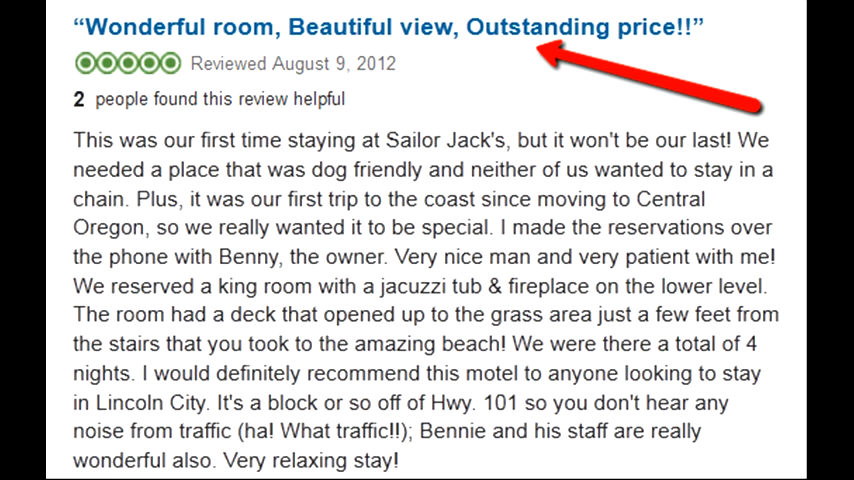 “Wonderful room, Beautiful view, Outstanding price!!”
Reviewed August 9, 2012
2 people found this review helpful
This was our first time staying at Sailor Jack's, but it won't be our last! We
needed a place that was dog friendly and neither of us wanted to stay in a
chain. Plus, it was our first trip to the coast since moving to Central
Oregon, so we really wanted it to be special. I made the reservations over
the phone with Benny, the owner. Very nice man and very patient with me!
We reserved a king room with a jacuzzi tub & fireplace on the lower level.
The room had a deck that opened up to the grass area just a few feet from
the stairs that you took to the amazing beach! We were there a total of 4
nights. I would definitely recommend this motel to anyone looking to stay
in Lincoln City. It's a block or so off of Hwy. 101 so you don't hear any
noise from traffic (ha! What traffic!!); Bennie and his staff are really
wonderful also. Very relaxing stay!